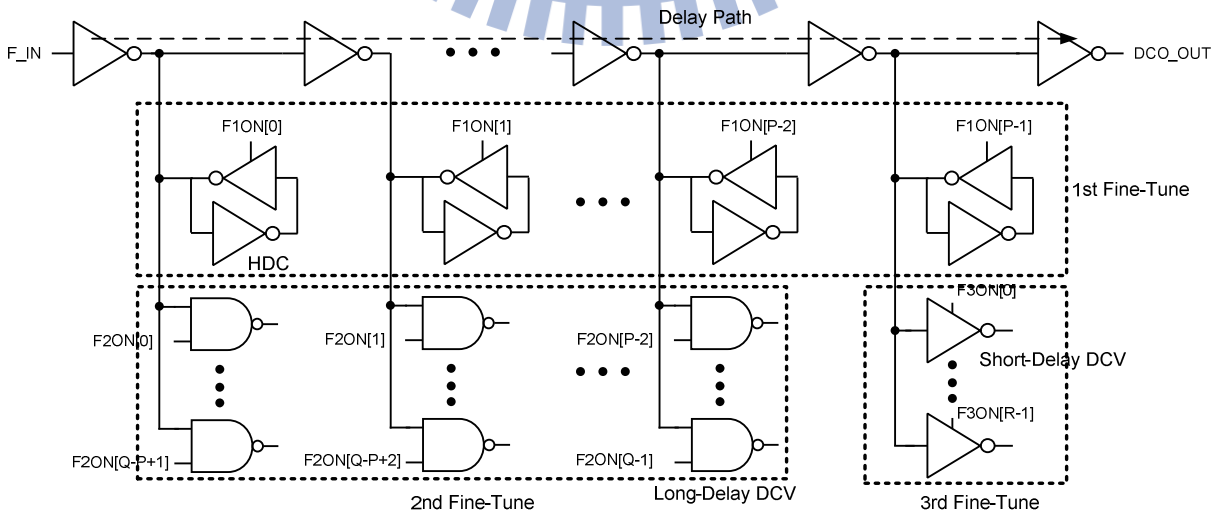 Delay Path
F_IN
DCO_OUT
F1ON[0]
F1ON[1]
F1ON[P-2]
F1ON[P-1]
1st Fine-Tune
HDC
F3ON[0]
F2ON[0]
F2ON[1]
F2ON[P-2]
Short-Delay DCV
F3ON[R-1]
F2ON[Q-P+1]
F2ON[Q-P+2]
F2ON[Q-1]
Long-Delay DCV
2nd Fine-Tune
3rd Fine-Tune